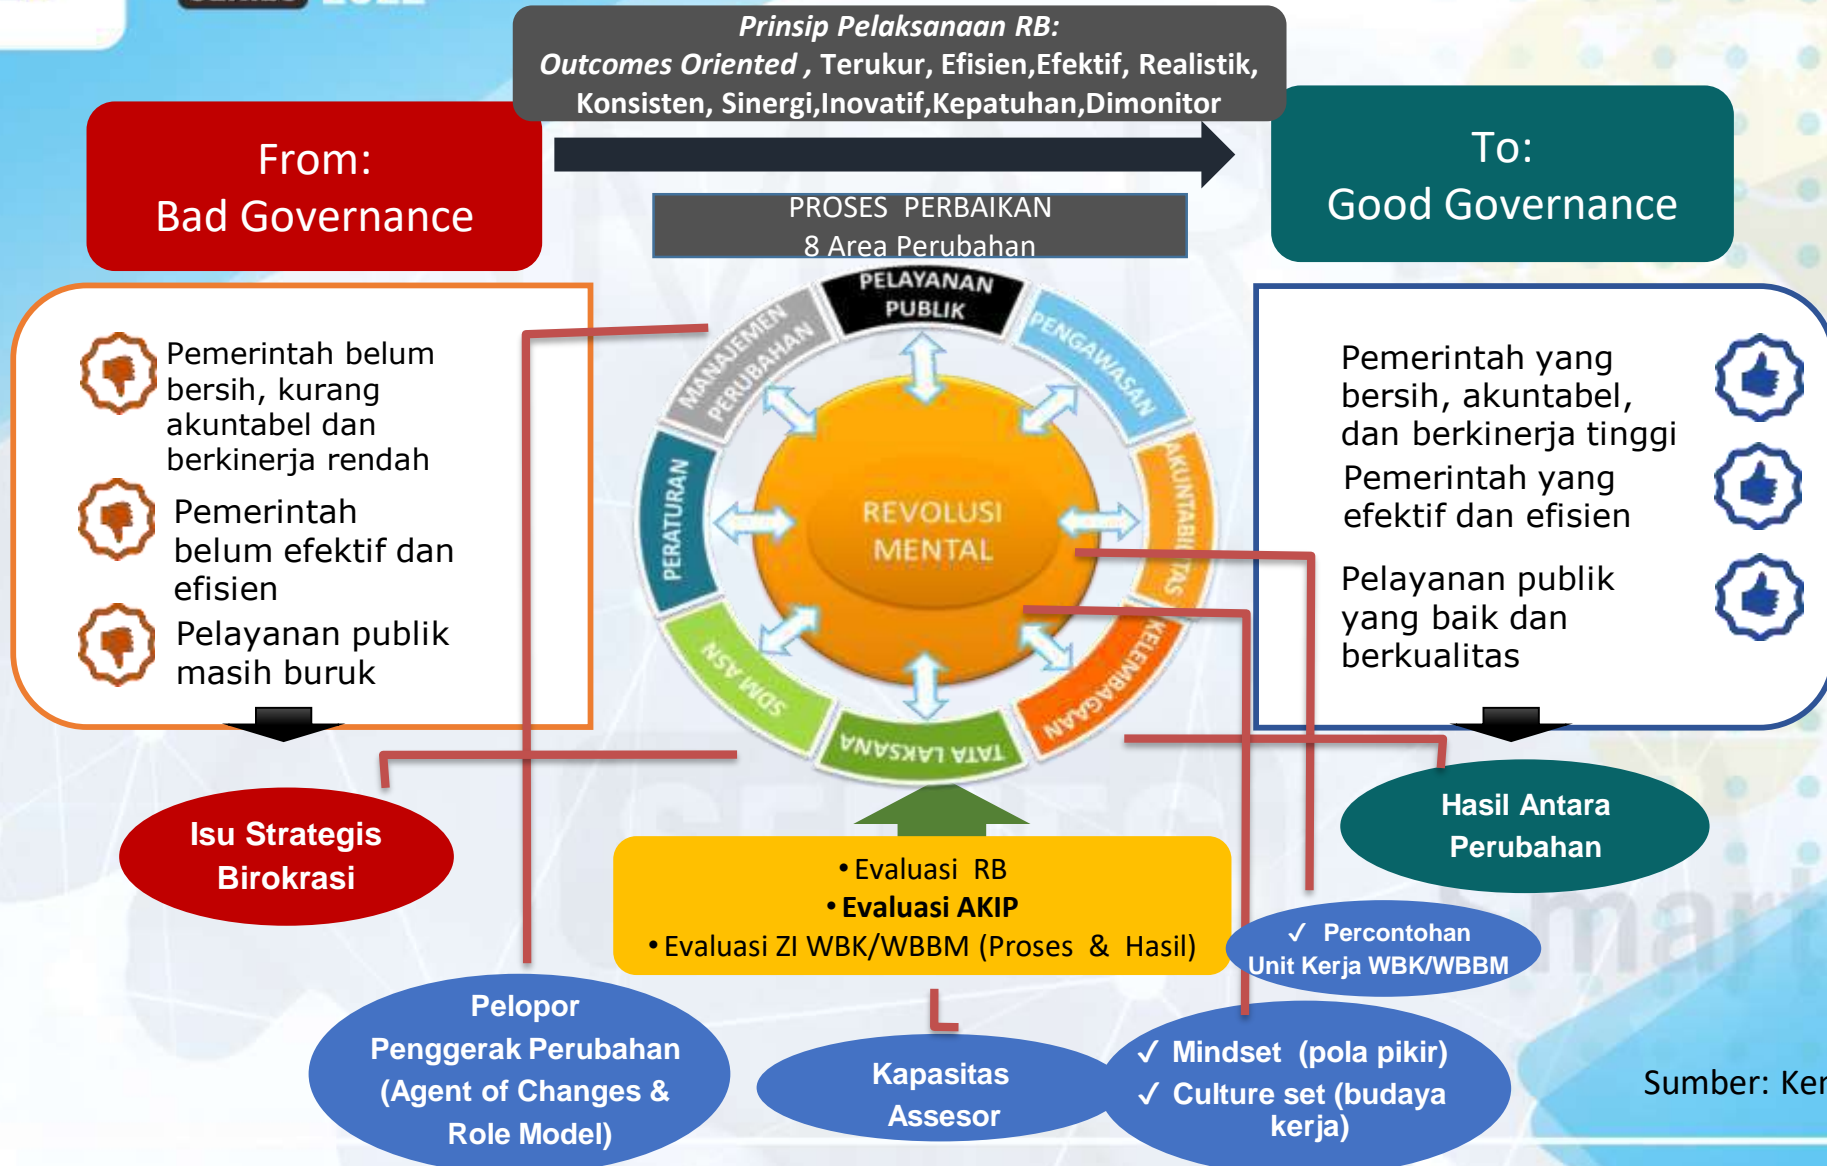 SERIES 2022
Prinsip Pelaksanaan RB:
Outcomes Oriented , Terukur, Efisien,Efektif, Realistik,
Konsisten, Sinergi,Inovatif,Kepatuhan,Dimonitor
From:
Bad Governance
To:
Good Governance
PROSES PERBAIKAN
8 Area Perubahan
Pemerintah belum
bersih, kurang
akuntabel dan
berkinerja rendah
Pemerintah
belum efektif dan
efisien
Pelayanan publik
masih buruk
PELAYANAN
PUBLIK
PENGAWASAN
AKUNTABILITAS
KELEMBAGAAN
TATA LAKSANA
SDM ASN
PERATURAN
MANAJEMEN
PERUBAHAN
REVOLUSI
MENTAL
Pemerintah yang
bersih, akuntabel,
dan berkinerja tinggi
Pemerintah yang
efektif dan efisien
Pelayanan publik
yang baik dan
berkualitas
Isu Strategis
Birokrasi
Hasil Antara
Perubahan
• Evaluasi RB
• Evaluasi AKIP
• Evaluasi ZI WBK/WBBM (Proses & Hasil)
✓ Percontohan
Unit Kerja WBK/WBBM
Pelopor
Penggerak Perubahan
(Agent of Changes &
Role Model)
Kapasitas
Assesor
✓ Mindset (pola pikir)
✓ Culture set (budaya
kerja)
Sumber: Ken